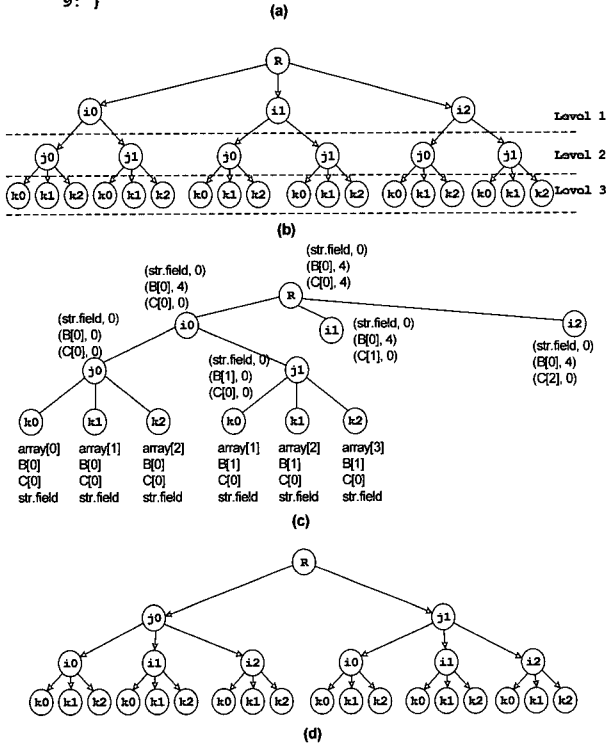 9: }
(a)
R
i0 i1 i2 Level 1
j0 j1 j0 j1 j0 j1 Level 2
k0 k1 k2 k0 k1 k2 k0 k1 k2 k0 k1 k2 k0 k1 k2 k0 k1 k2 Level 3
(b)
(str.field, 0)
(B[0], 4)
(C[0], 4)
R
(str.field, 0)
(B[0], 4)
(C[0], 0)
i0
i1
(str.field, 0)
(B[0], 4)
(C[1], 0)
i2
(str.field, 0)
(B[0], 4)
(C[2], 0)
(str.field, 0)
(B[0], 0)
(C[0], 0)
j0
(str.field, 0)
(B[1], 0)
(C[0], 0)
j1
k0 k1 k2 k0 k1 k2
array[0] array[1] array[2] array[1] array[2] array[3]
B[0] B[0] B[0] B[1] B[1] B[1]
C[0] C[0] C[0] C[0] C[0] C[0]
str.field str.field str.field str.field str.field str.field
(c)
R
j0 j1
i0 i1 i2 i0 i1 i2
k0 k1 k2 k0 k1 k2 k0 k1 k2 k0 k1 k2 k0 k1 k2 k0 k1 k2
(d)